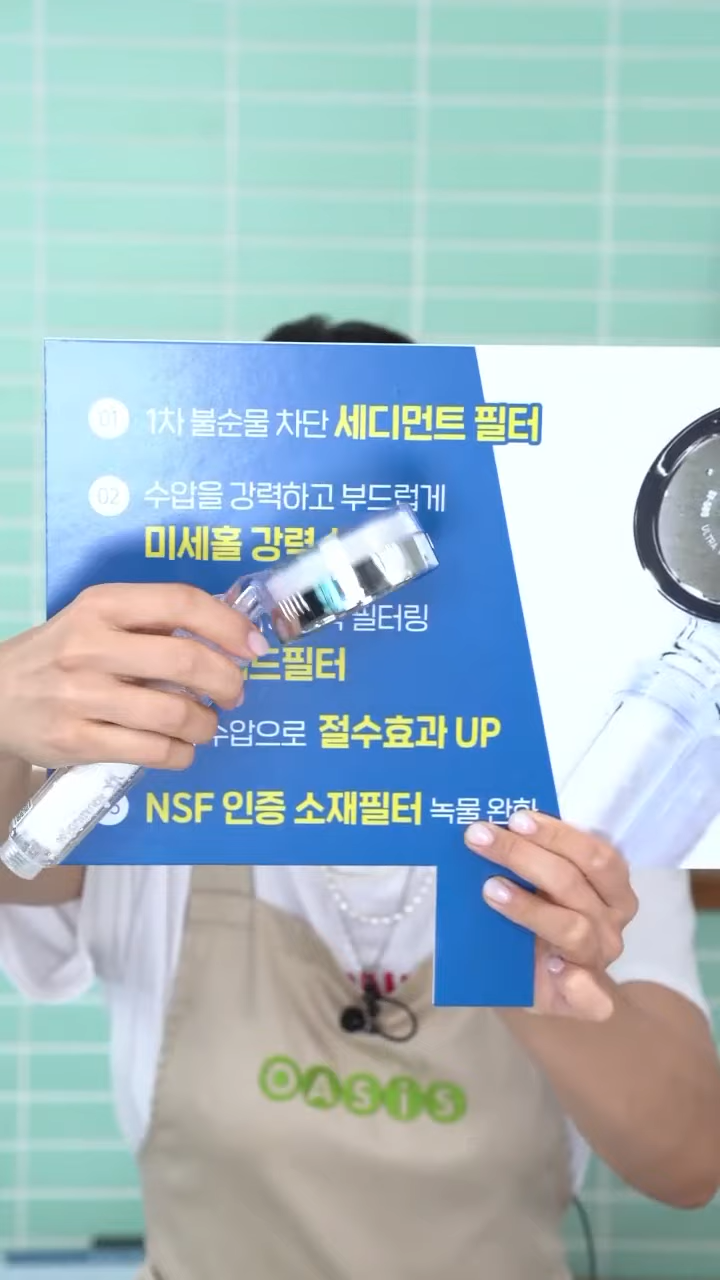 01 1차 불순물 차단 세디먼트 필터
02 수압을 강력하고 부드럽게
미세홀 강력
필터링
드필터
수압으로 절수효과 UP
NSF 인증 소재필터 녹물 완화
ULTRA
OASIS